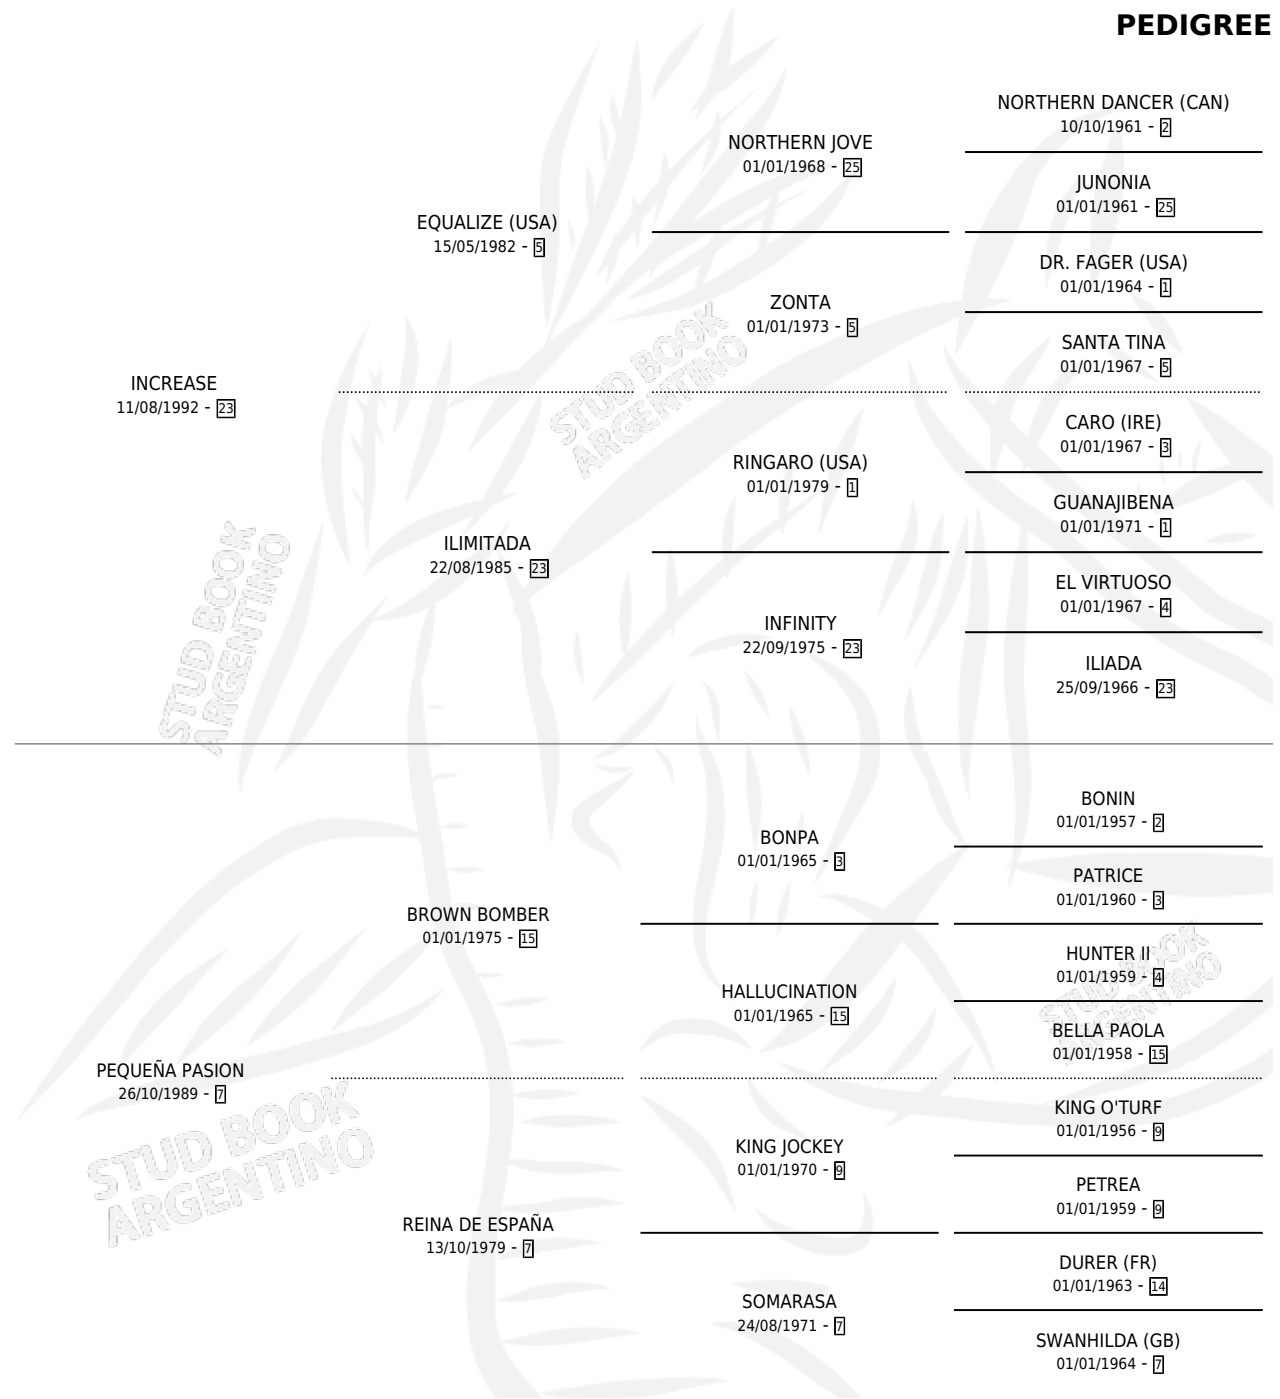 PEDIGREE
NORTHERN DANCER (CAN)
10/10/1961 - 2
NORTHERN JOVE
01/01/1968 - 25
JUNONIA
01/01/1961 - 25
EQUALIZE (USA)
15/05/1982 - 5
DR. FAGER (USA)
01/01/1964 - 1
ZONTA
01/01/1973 - 5
SANTA TINA
01/01/1967 - 5
INCREASE
11/08/1992 - 23
CARO (IRE)
01/01/1967 - 3
RINGARO (USA)
01/01/1979 - 1
GUANAJIBENA
01/01/1971 - 1
ILIMITADA
22/08/1985 - 23
EL VIRTUOSO
01/01/1967 - 4
INFINITY
22/09/1975 - 23
ILIADA
25/09/1966 - 23
BONIN
01/01/1957 - 2
BONPA
01/01/1965 - 3
PATRICE
01/01/1960 - 3
BROWN BOMBER
01/01/1975 - 15
HUNTER II
01/01/1959 - 4
HALLUCINATION
01/01/1965 - 15
BELLA PAOLA
01/01/1958 - 15
PEQUEÑA PASION
26/10/1989 - 7
KING O'TURF
01/01/1956 - 9
KING JOCKEY
01/01/1970 - 9
PETREA
01/01/1959 - 9
REINA DE ESPAÑA
13/10/1979 - 7
DURER (FR)
01/01/1963 - 14
SOMARASA
24/08/1971 - 7
SWANHILDA (GB)
01/01/1964 - 7
STUD BOOK
ARGENTINO
STUD BOOK
ARGENTINO
STUD BOOK
ARGENTINO
STUD BOOK
ARGENTINO